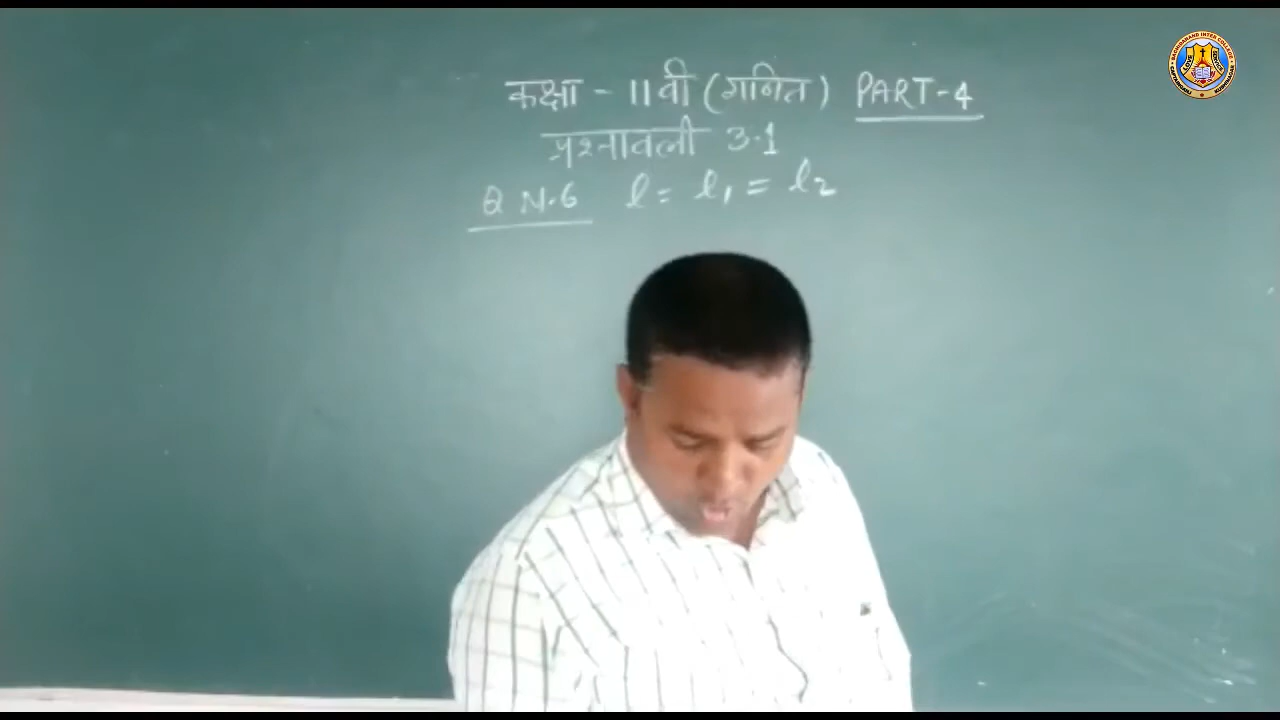 कक्षा - 11वी (गणित) PART-4
प्रश्नावली 3.1
Q N.6 l = l₁ = l₂